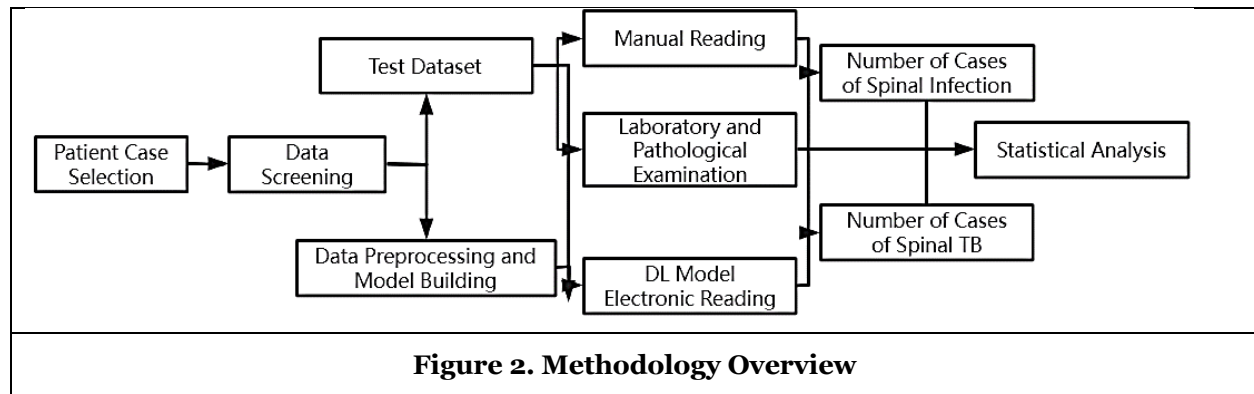 Patient Case
Selection
Data
Screening
Test Dataset
Data Preprocessing and
Model Building
Manual Reading
Laboratory and
Pathological
Examination
DL Model
Electronic Reading
Number of Cases
of Spinal Infection
Number of Cases
of Spinal TB
Statistical Analysis
Figure 2. Methodology Overview